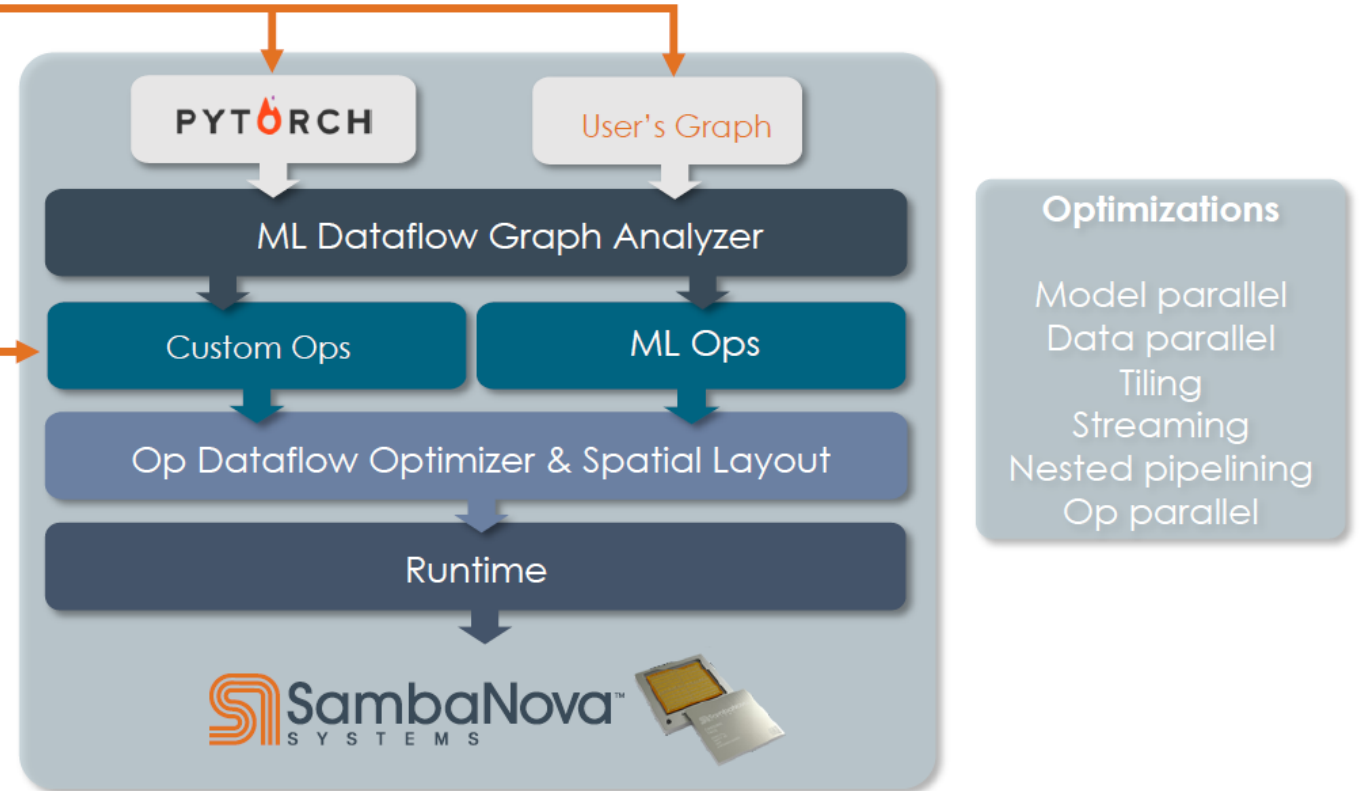 PYTORCH
User's Graph
ML Dataflow Graph Analyzer
Custom Ops
ML Ops
Op Dataflow Optimizer & Spatial Layout
Runtime
SambaNova™
SYSTEMS
Optimizations
Model parallel
Data parallel
Tiling
Streaming
Nested pipelining
Op parallel